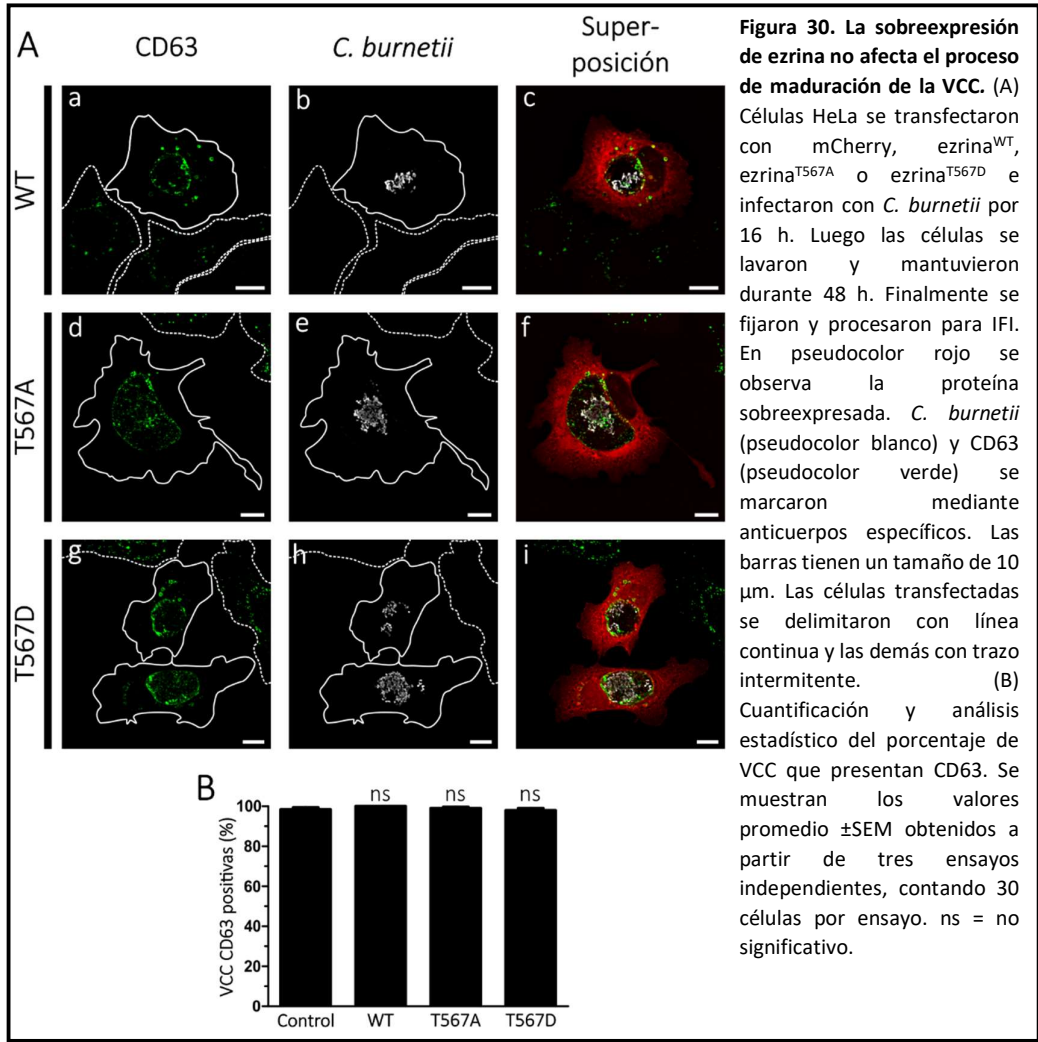 A
CD63
C. burnetii
Super-
posición
WT
a
b
c
T567A
d
e
f
T567D
g
h
i
B
VCC CD63 positivas (%)
100
80
60
40
20
0
ns
ns
ns
Control
WT
T567A
T567D
Figura 30. La sobreexpresión
de ezrina no afecta el proceso
de maduración de la VCC. (A)
Células HeLa se transfectaron
con mCherry, ezrinaWT,
ezrinaT567A o ezrinaT567D e
infectaron con C. burnetii por
16 h. Luego las células se
lavaron y mantuvieron
durante 48 h. Finalmente se
fijaron y procesaron para IFI.
En pseudocolor rojo se
observa la proteína
sobreexpresada. C. burnetii
(pseudocolor blanco) y CD63
(pseudocolor verde) se
marcaron mediante
anticuerpos específicos. Las
barras tienen un tamaño de 10
µm. Las células transfectadas
se delimitaron con línea
continua y las demás con trazo
intermitente. (B)
Cuantificación y análisis
estadístico del porcentaje de
VCC que presentan CD63. Se
muestran los valores
promedio ±SEM obtenidos a
partir de tres ensayos
independientes, contando 30
células por ensayo. ns = no
significativo.